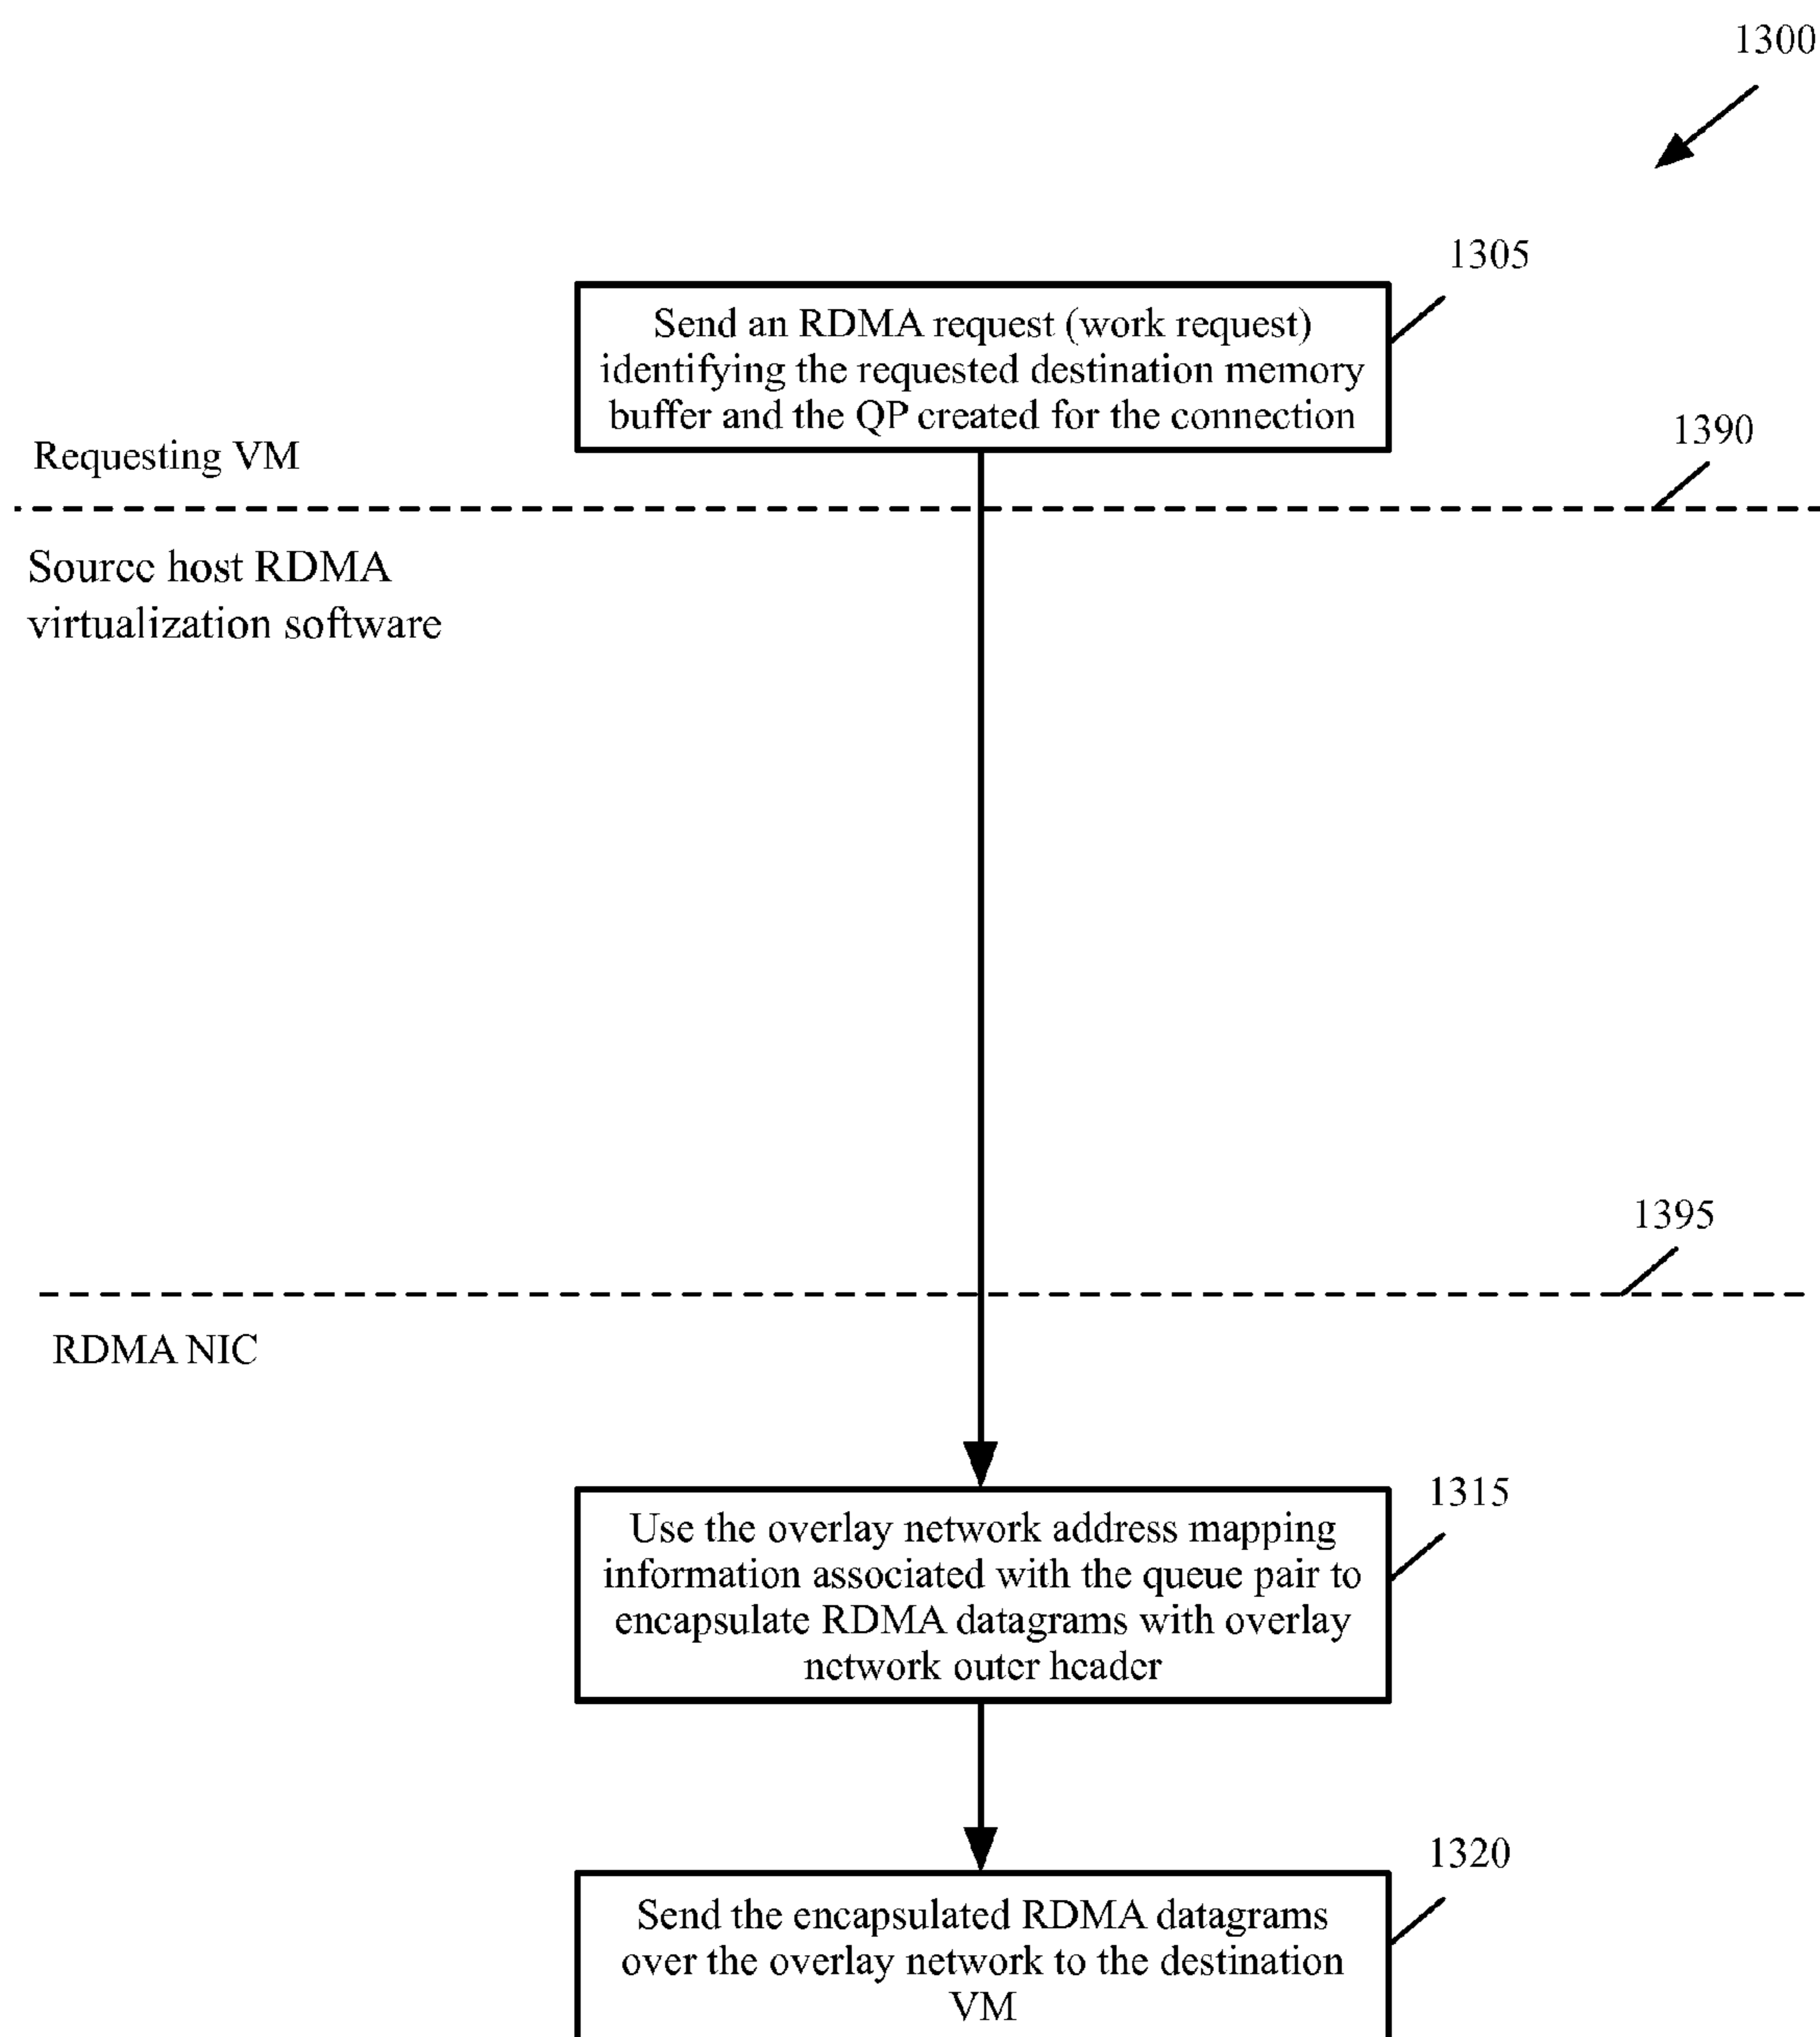 1300
1305
Send an RDMA request (work request)
identifying the requested destination memory
buffer and the QP created for the connection
1390
Requesting VM
Source host RDMA
virtualization software
1395
RDMA NIC
1315
Use the overlay network address mapping
information associated with the queue pair to
encapsulate RDMA datagrams with overlay
network outer header
1320
Send the encapsulated RDMA datagrams
over the overlay network to the destination
VM